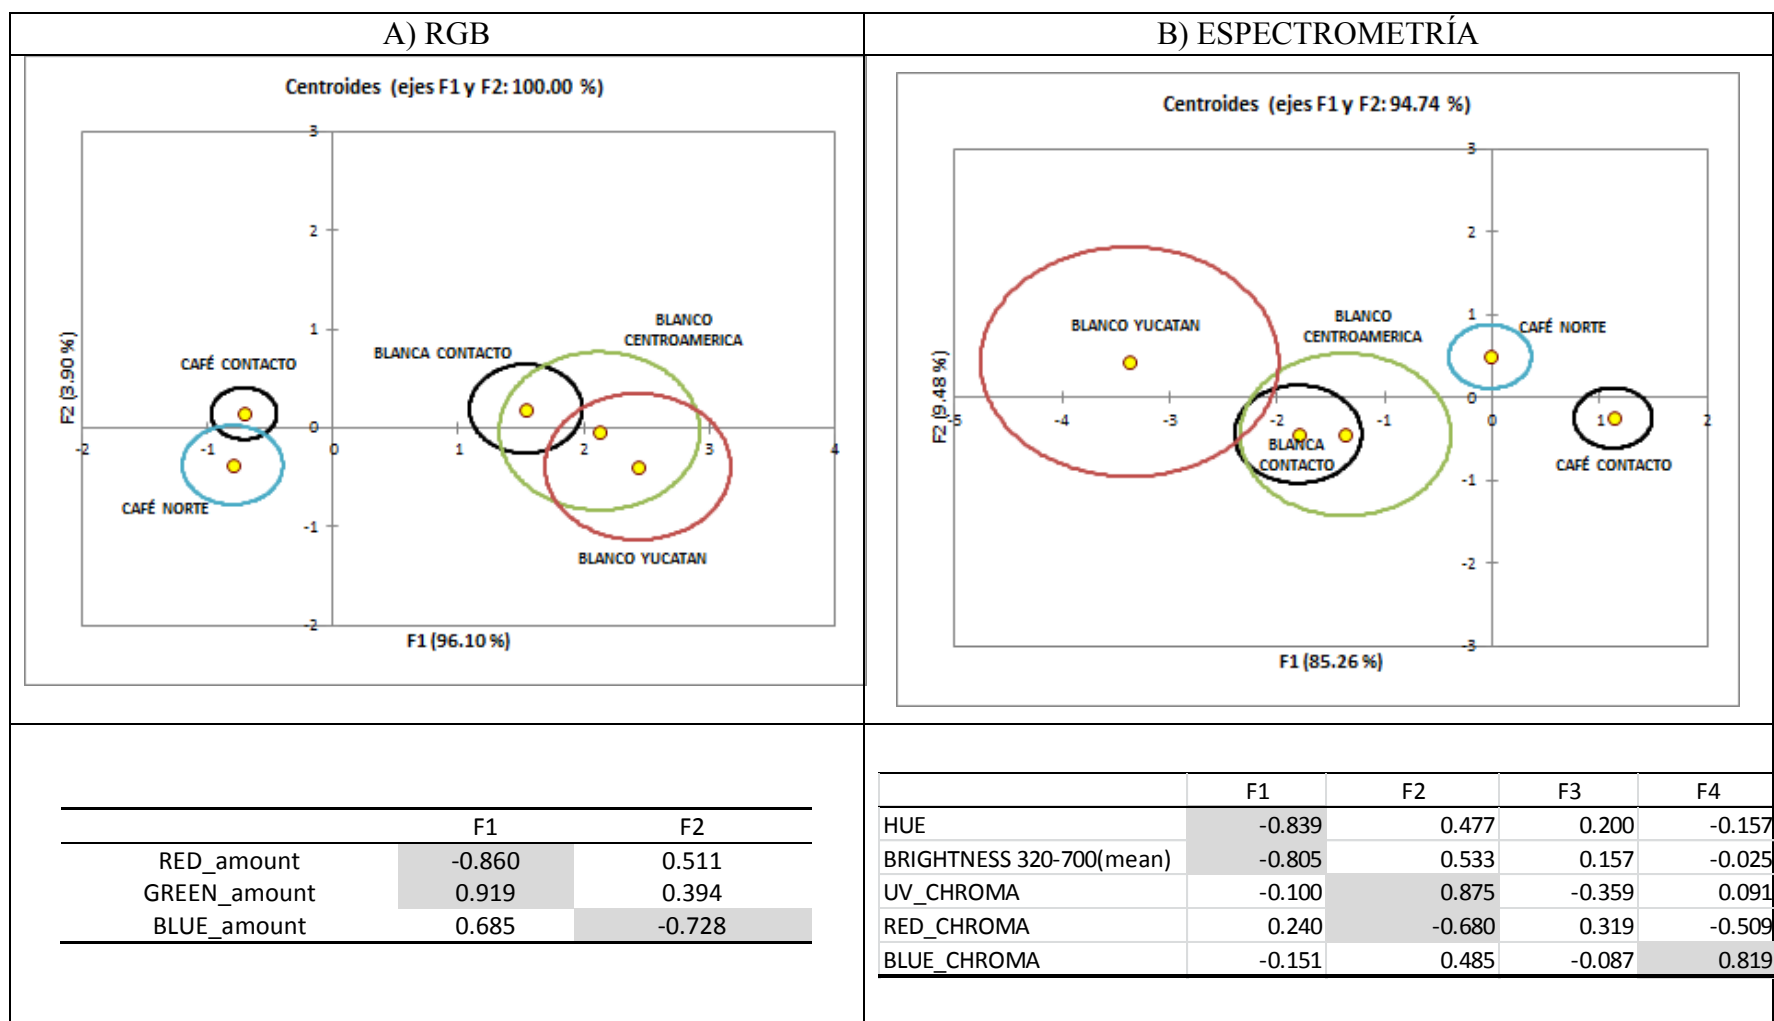 A) RGB
B) ESPECTROMETRÍA
Centroides (ejes F1 y F2: 100.00 %)
3
2
1
0
-1
-2
-2
-1
0
1
2
3
4
F2 (3.90 %)
F1 (96.10 %)
CAFÉ CONTACTO
CAFÉ NORTE
BLANCA CONTACTO
BLANCO
CENTROAMERICA
BLANCO YUCATAN
Centroides (ejes F1 y F2: 94.74 %)
3
2
1
0
-1
-2
-3
-5
-4
-3
-2
-1
0
1
2
F2 (9.48 %)
F1 (85.26 %)
BLANCO YUCATAN
BLANCO
CENTROAMERICA
BLANCA
CONTACTO
CAFÉ NORTE
CAFÉ CONTACTO
F1 F2
RED_amount -0.860 0.511
GREEN_amount 0.919 0.394
BLUE_amount 0.685 -0.728
F1 F2 F3 F4
HUE -0.839 0.477 0.200 -0.157
BRIGHTNESS 320-700(mean) -0.805 0.533 0.157 -0.025
UV_CHROMA -0.100 0.875 -0.359 0.091
RED_CHROMA 0.240 -0.680 0.319 -0.509
BLUE_CHROMA -0.151 0.485 -0.087 0.819